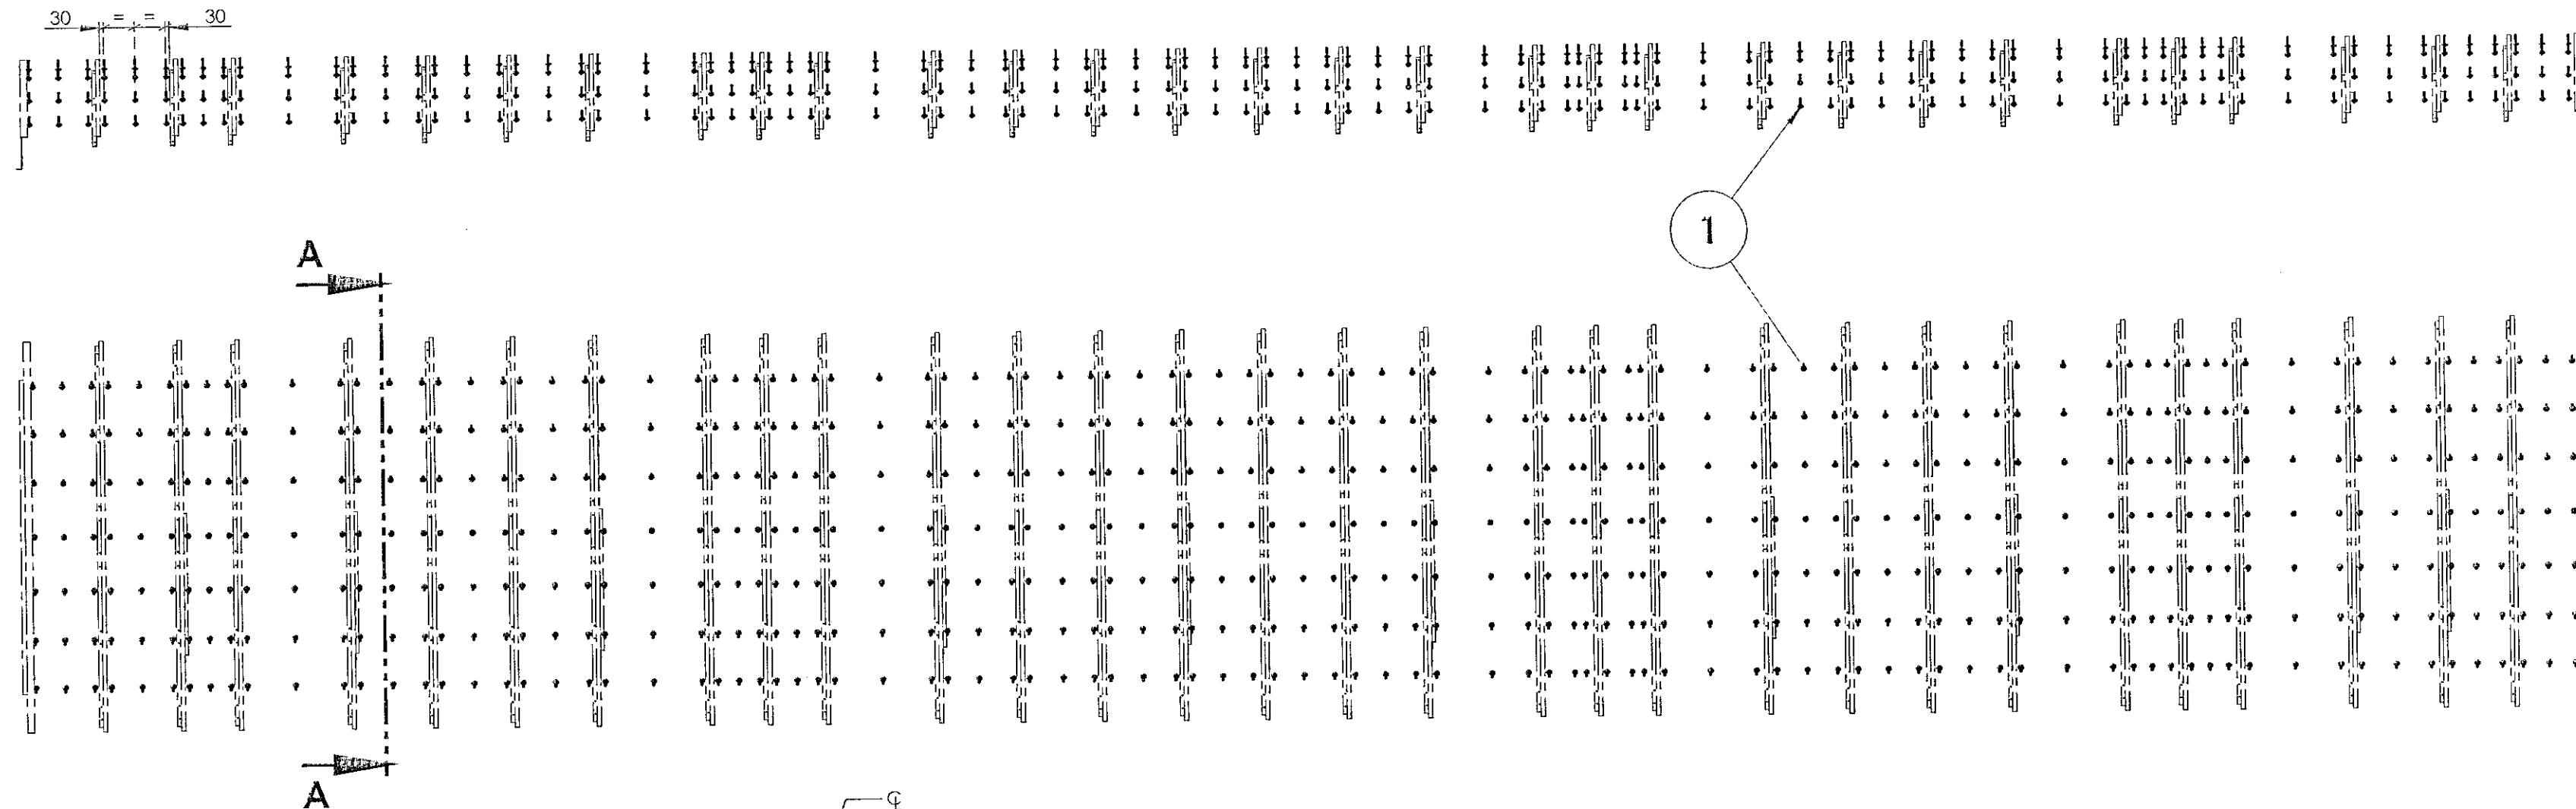 30 = = 30
1
A
A
℄